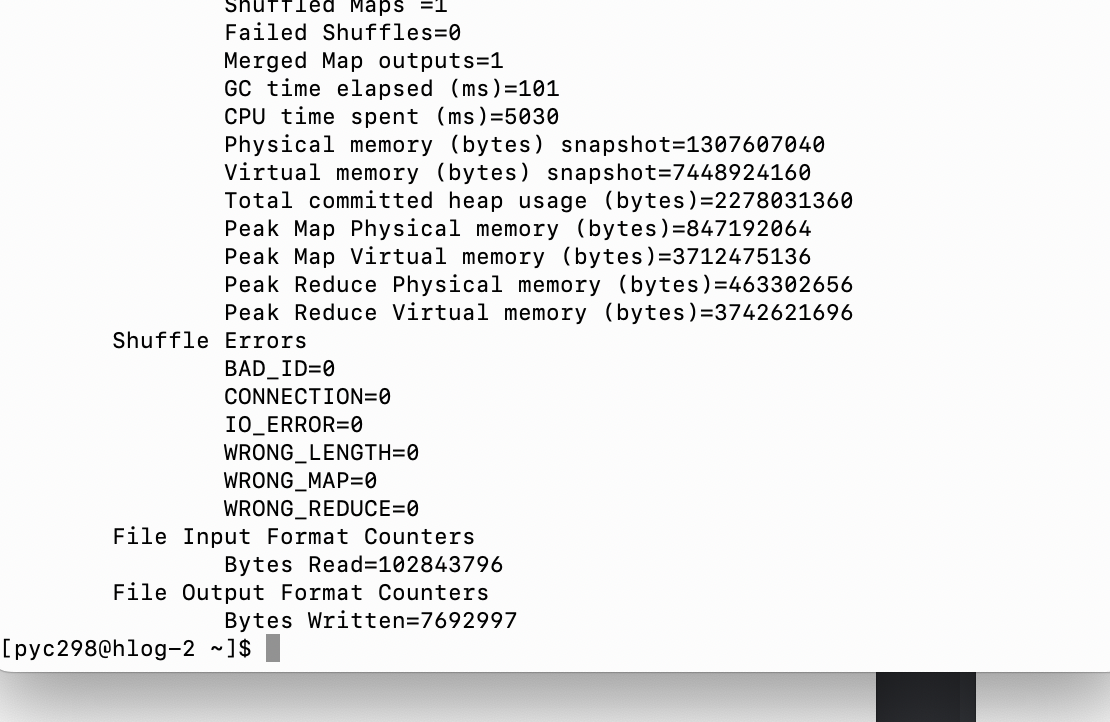 Shuffled Maps =1
Failed Shuffles=0
Merged Map outputs=1
GC time elapsed (ms)=101
CPU time spent (ms)=5030
Physical memory (bytes) snapshot=1307607040
Virtual memory (bytes) snapshot=7448924160
Total committed heap usage (bytes)=2278031360
Peak Map Physical memory (bytes)=847192064
Peak Map Virtual memory (bytes)=3712475136
Peak Reduce Physical memory (bytes)=463302656
Peak Reduce Virtual memory (bytes)=3742621696
Shuffle Errors
BAD_ID=0
CONNECTION=0
IO_ERROR=0
WRONG_LENGTH=0
WRONG_MAP=0
WRONG_REDUCE=0
File Input Format Counters
Bytes Read=102843796
File Output Format Counters
Bytes Written=7692997
[pyc298@hlog-2 ~]$